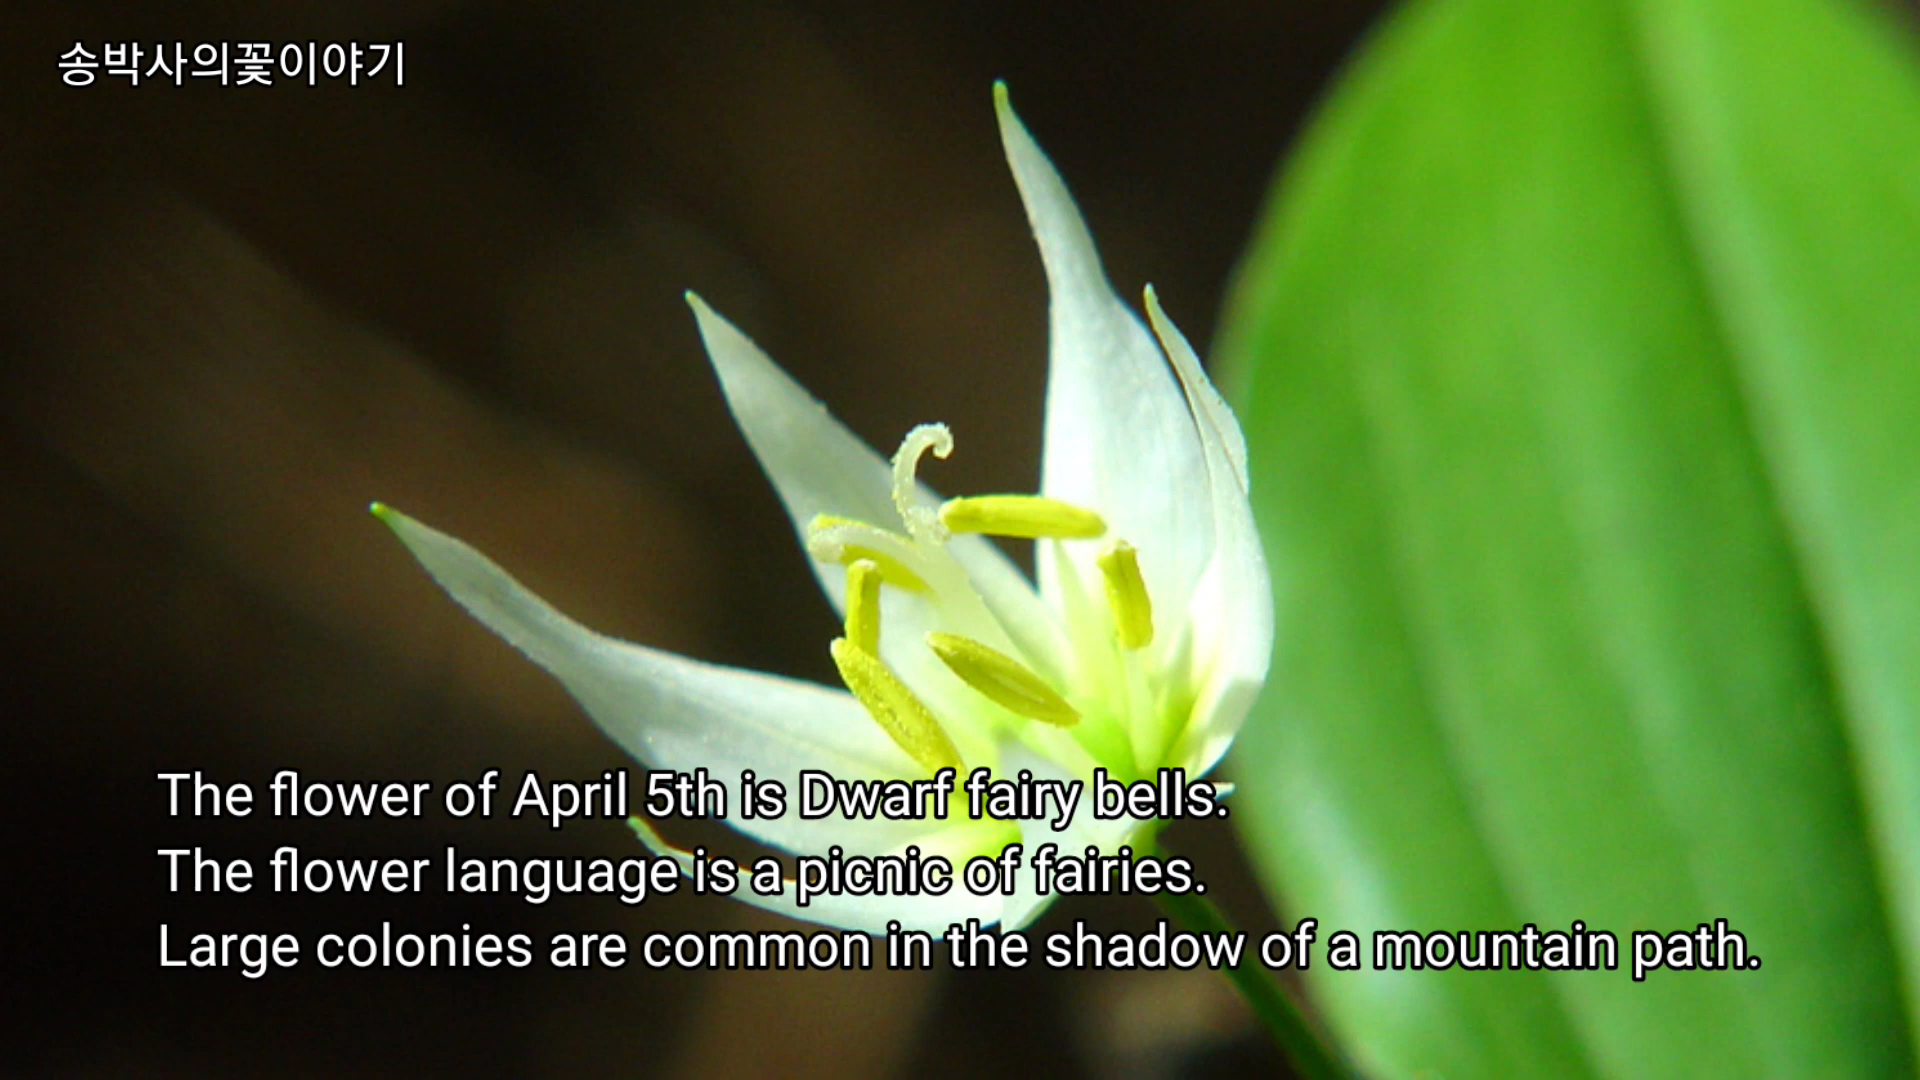 송박사의꽃이야기
The flower of April 5th is Dwarf fairy bells.
The flower language is a picnic of fairies.
Large colonies are common in the shadow of a mountain path.